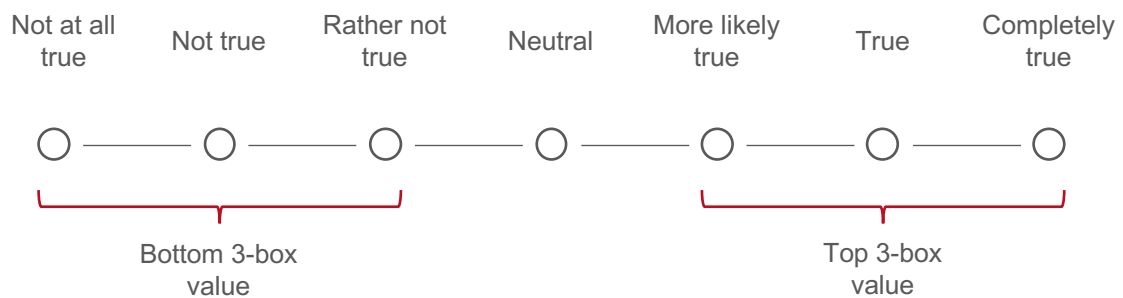 Not at all
true
Not true
Rather not
true
Neutral
More likely
true
True
Completely
true
Bottom 3-box
value
Top 3-box
value